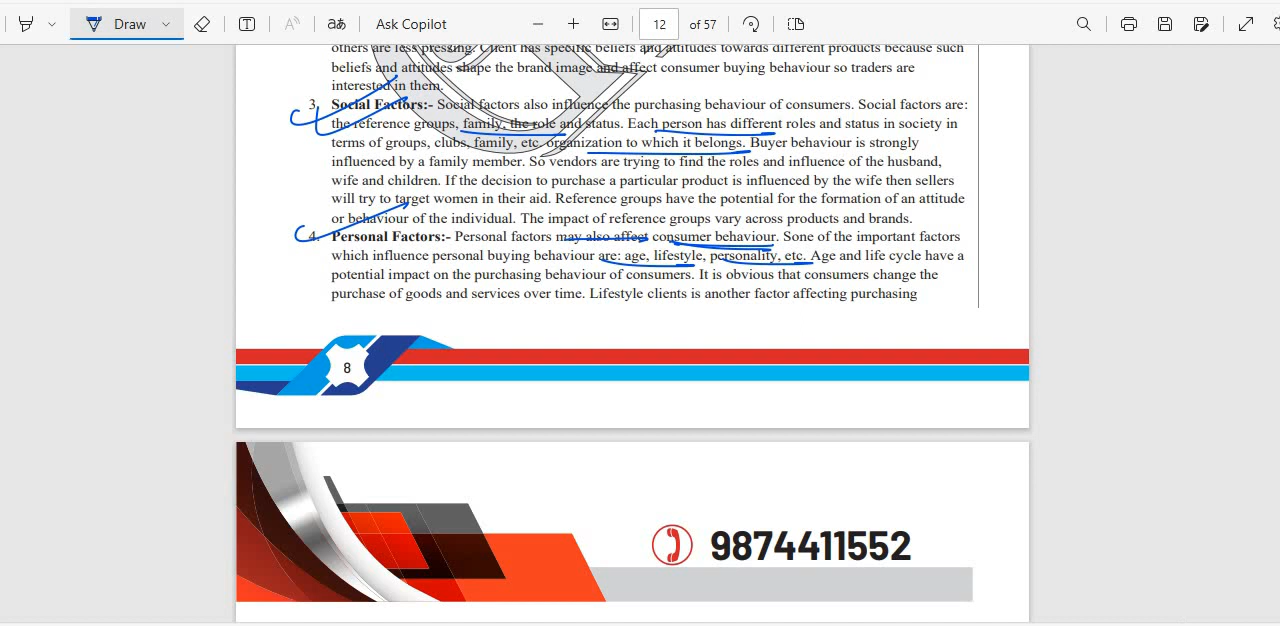 Draw
aあ
Ask Copilot
12
of 57
others are less pressing. Client has specific beliefs and attitudes towards different products because such
beliefs and attitudes shape the brand image and affect consumer buying behaviour so traders are
interested in them.
3. Social Factors:- Social factors also influence the purchasing behaviour of consumers. Social factors are:
the reference groups, family, the role and status. Each person has different roles and status in society in
terms of groups, clubs, family, etc. organization to which it belongs. Buyer behaviour is strongly
influenced by a family member. So vendors are trying to find the roles and influence of the husband,
wife and children. If the decision to purchase a particular product is influenced by the wife then sellers
will try to target women in their aid. Reference groups have the potential for the formation of an attitude
or behaviour of the individual. The impact of reference groups vary across products and brands.
4. Personal Factors:- Personal factors may also affect consumer behaviour. Sone of the important factors
which influence personal buying behaviour are: age, lifestyle, personality, etc. Age and life cycle have a
potential impact on the purchasing behaviour of consumers. It is obvious that consumers change the
purchase of goods and services over time. Lifestyle clients is another factor affecting purchasing
8
9874411552